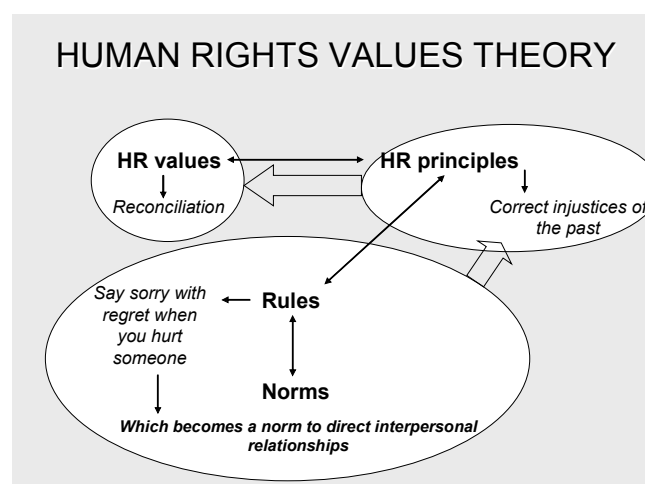 HUMAN RIGHTS VALUES THEORY
HR values
HR principles
Reconciliation
Correct injustices of
the past
Say sorry with
regret when
you hurt
someone
Rules
Norms
Which becomes a norm to direct interpersonal
relationships